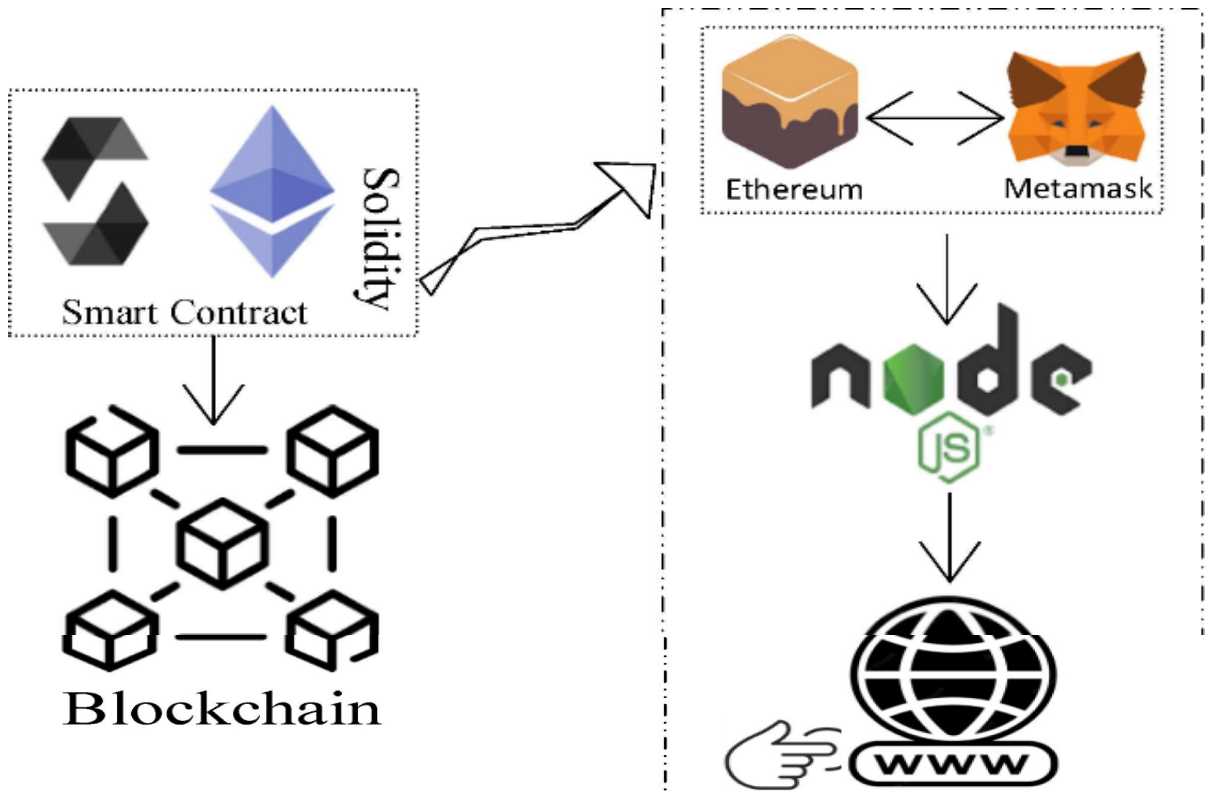 Smart Contract
Solidity
Blockchain
Ethereum
Metamask
node
JS
®
WWW